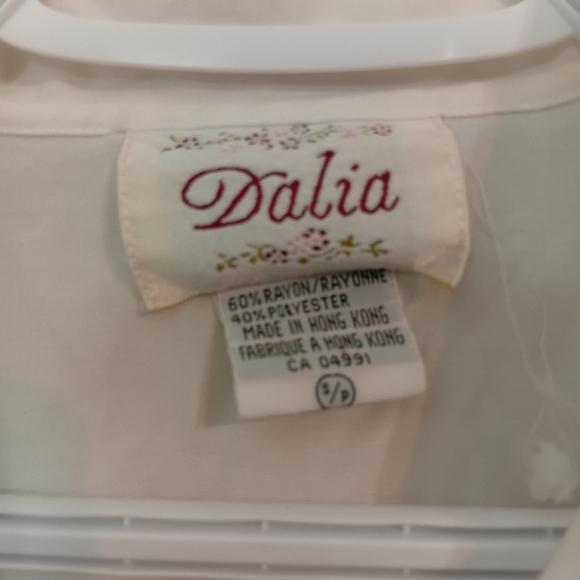 Dalia
60% RAYON/RAYONNE
40% POLYESTER
MADE IN HONG KONG
FABRIQUE A HONG KONG
CA 04991
S/P